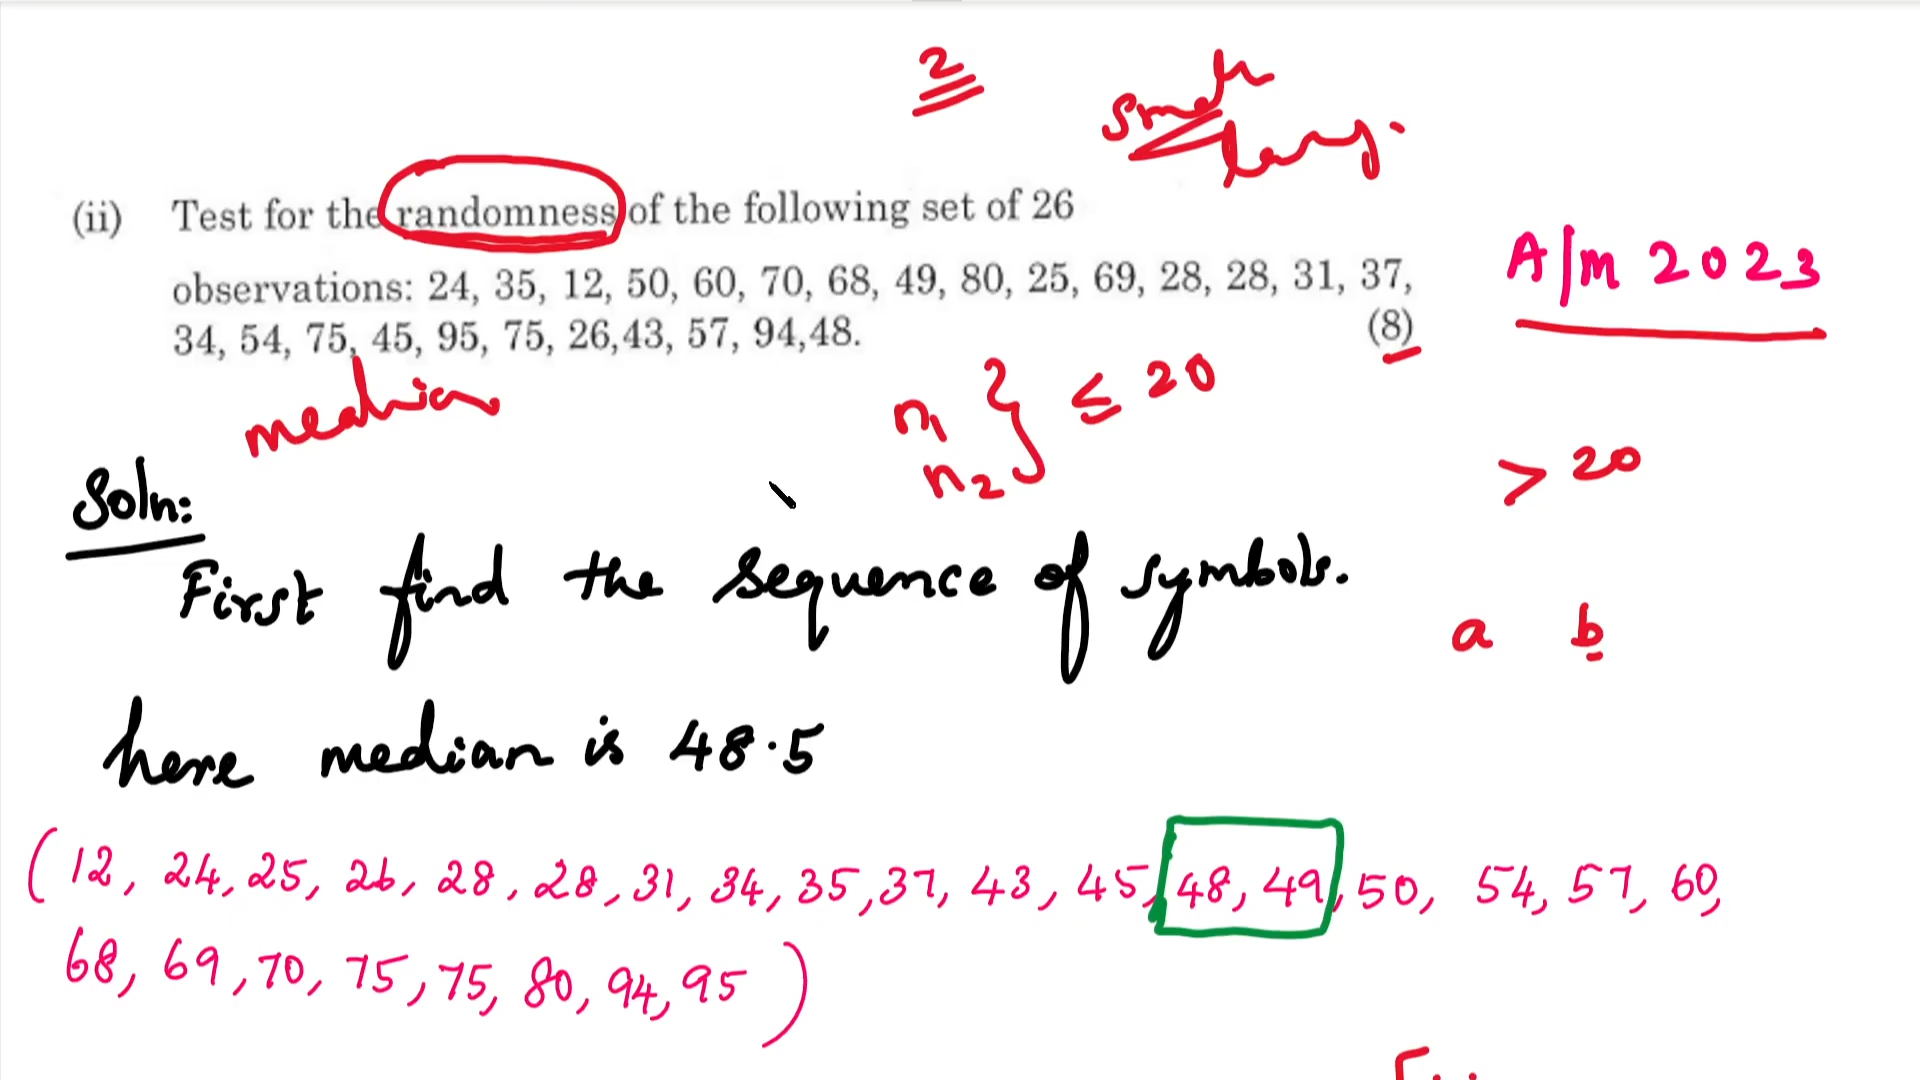 2
Small
larg.
(ii) Test for the randomness of the following set of 26
observations: 24, 35, 12, 50, 60, 70, 68, 49, 80, 25, 69, 28, 28, 31, 37,
34, 54, 75, 45, 95, 75, 26,43, 57, 94,48. (8)
A/M 2023
median
n1
n2 } ≤ 20
> 20
Soln:
First find the sequence of symbols.
a b
here median is 48.5
(12, 24, 25, 26, 28, 28, 31, 34, 35, 37, 43, 45, 48, 49, 50, 54, 57, 60,
68, 69, 70, 75, 75, 80, 94, 95)